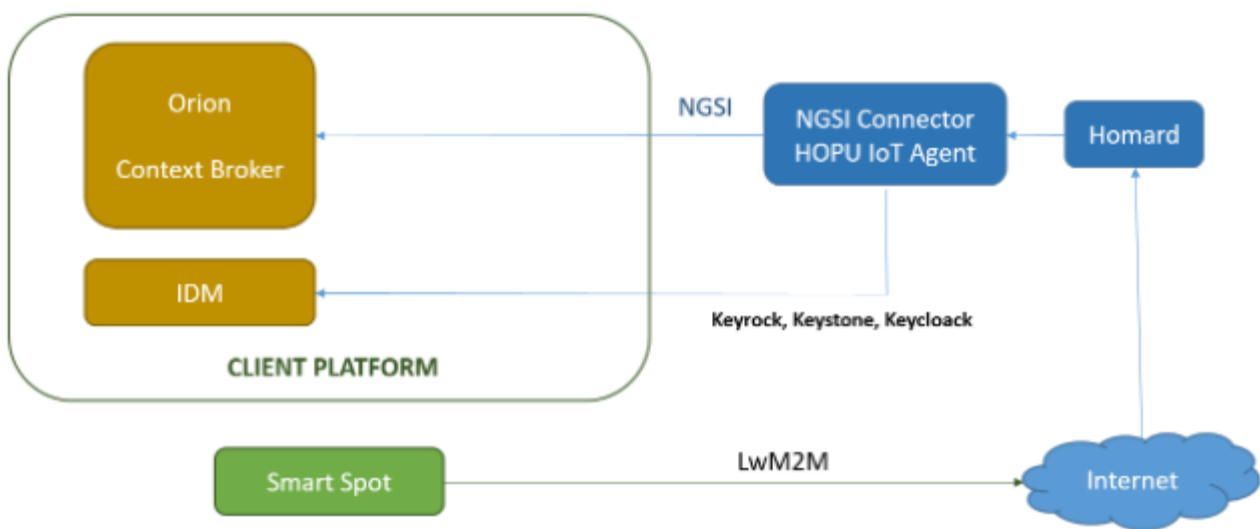 Orion
Context Broker
NGSI
NGSI Connector
HOPU IoT Agent
Homard
IDM
Keyrock, Keystone, Keycloack
CLIENT PLATFORM
LwM2M
Smart Spot
Internet